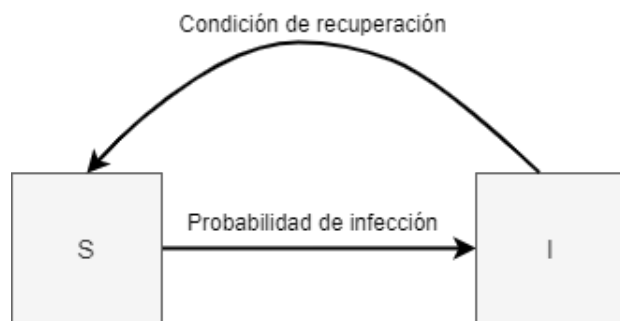 Condición de recuperación
Probabilidad de infección
S
I